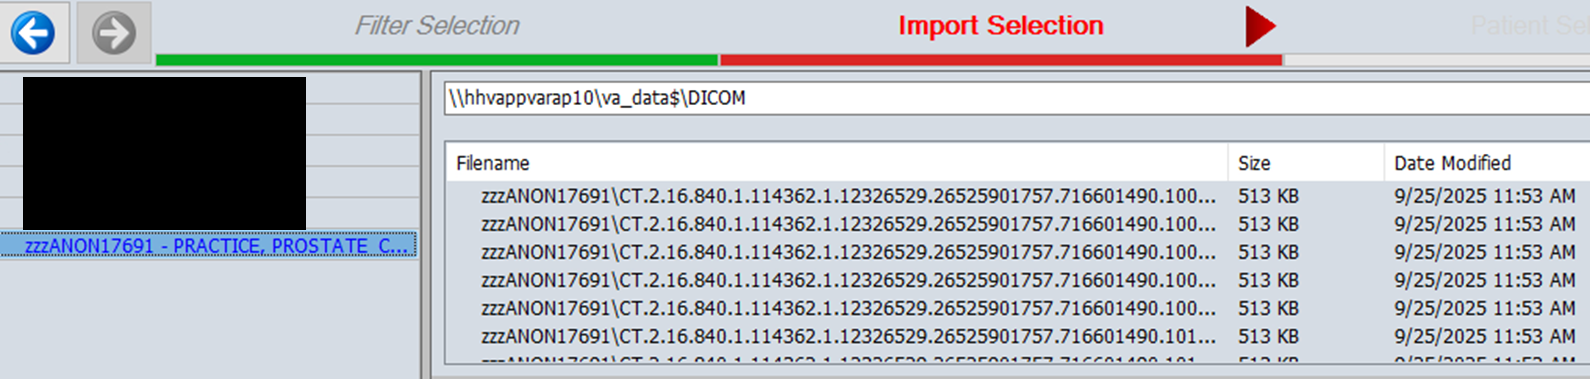 Filter Selection
Import Selection
Patient Sel
\\hhvappvarap10\va_data$\DICOM
Filename Size Date Modified
zzzANON17691\CT.2.16.840.1.114362.1.12326529.26525901757.716601490.100... 513 KB 9/25/2025 11:53 AM
zzzANON17691\CT.2.16.840.1.114362.1.12326529.26525901757.716601490.100... 513 KB 9/25/2025 11:53 AM
zzzANON17691 - PRACTICE, PROSTATE C...
zzzANON17691\CT.2.16.840.1.114362.1.12326529.26525901757.716601490.100... 513 KB 9/25/2025 11:53 AM
zzzANON17691\CT.2.16.840.1.114362.1.12326529.26525901757.716601490.100... 513 KB 9/25/2025 11:53 AM
zzzANON17691\CT.2.16.840.1.114362.1.12326529.26525901757.716601490.100... 513 KB 9/25/2025 11:53 AM
zzzANON17691\CT.2.16.840.1.114362.1.12326529.26525901757.716601490.101... 513 KB 9/25/2025 11:53 AM